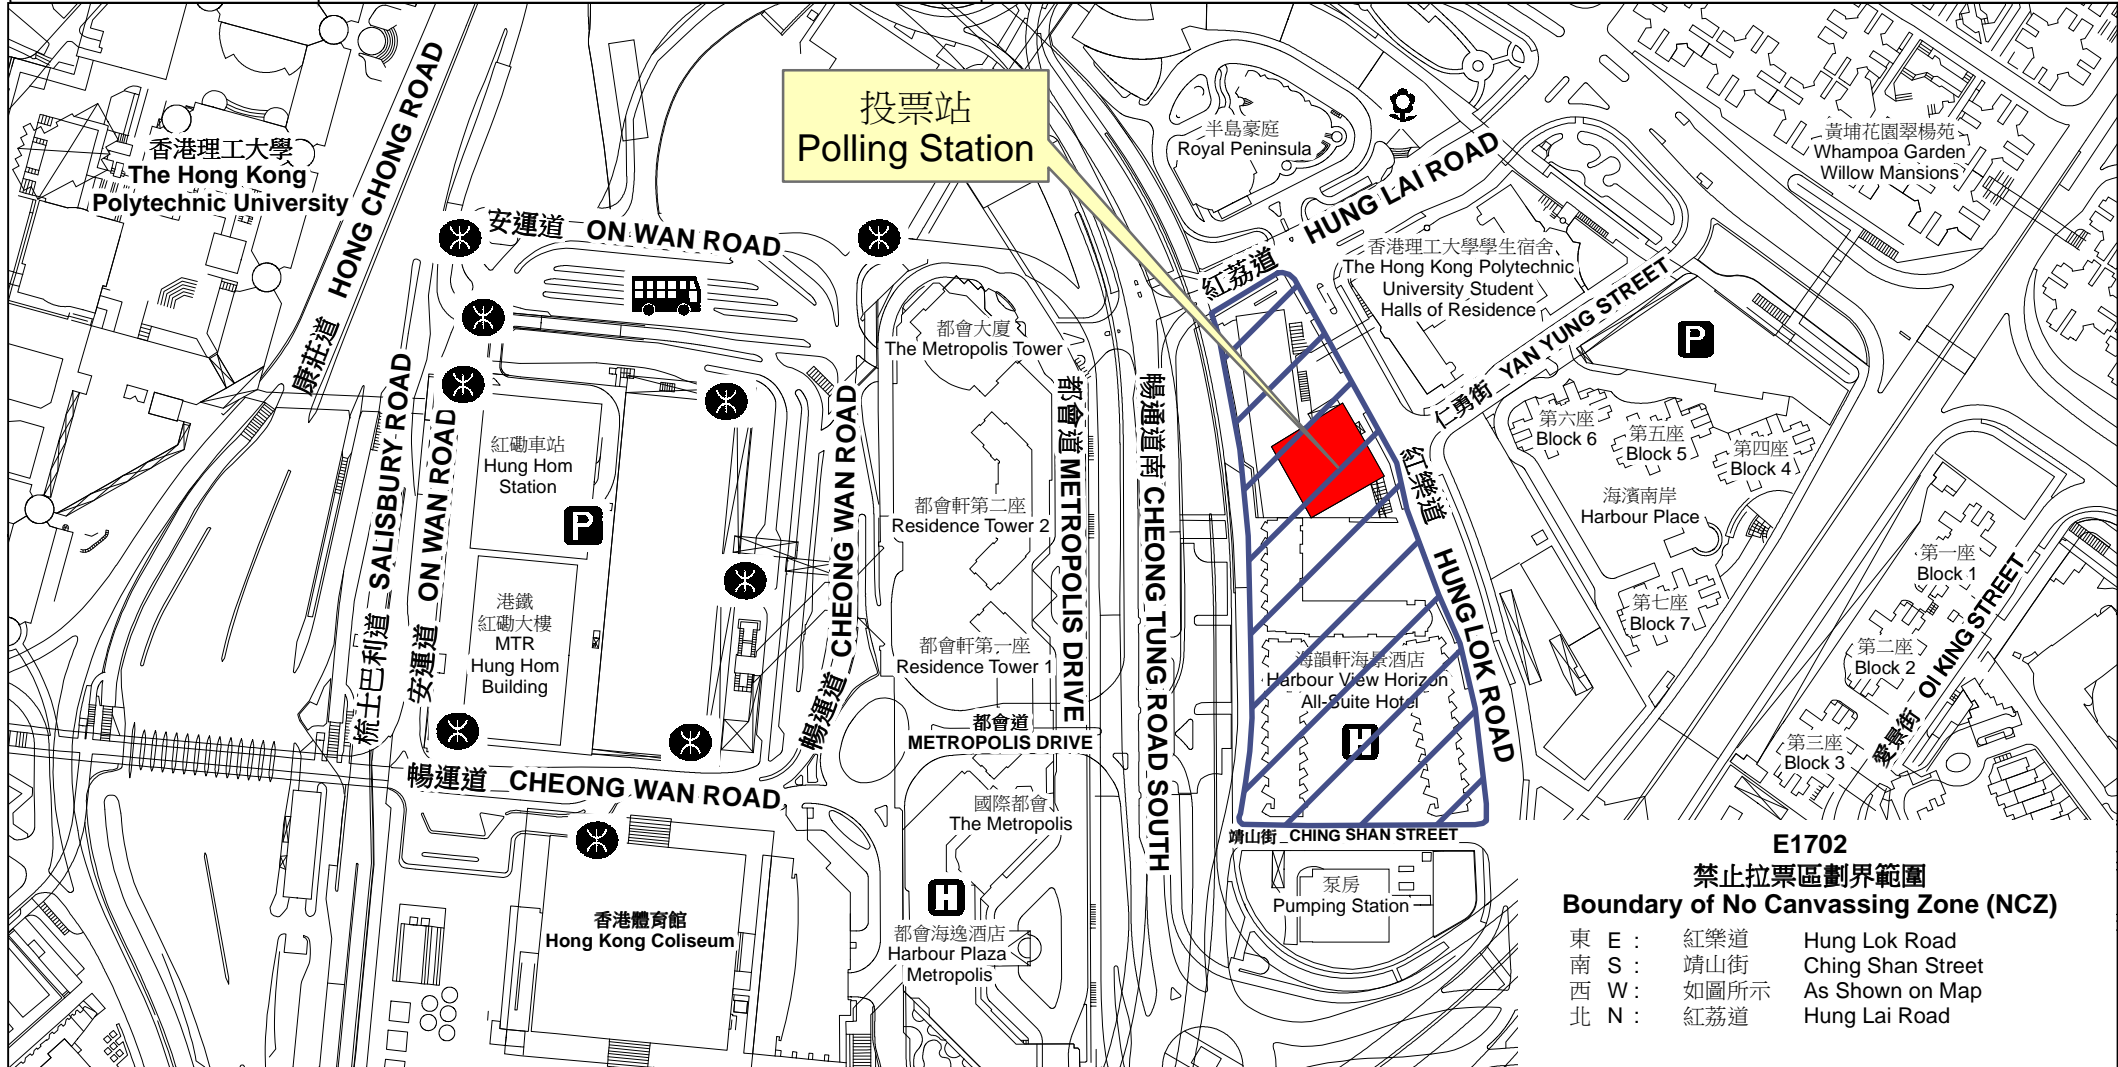 香港理工大學
The Hong Kong
Polytechnic University
康莊道 HONG CHONG ROAD
安運道 ON WAN ROAD
投票站
Polling Station
半島豪庭
Royal Peninsula
紅荔道 HUNG LAI ROAD
黃埔花園翠楊苑
Whampoa Garden
Willow Mansions
香港理工大學學生宿舍
The Hong Kong Polytechnic
University Student
Halls of Residence
仁勇街 YAN YUNG STREET
P
都會大廈
The Metropolis Tower
梳士巴利道 SALISBURY ROAD
安運道 ON WAN ROAD
紅磡車站
Hung Hom
Station
P
港鐵
紅磡大樓
MTR
Hung Hom
Building
暢運道 CHEONG WAN ROAD
都會軒第二座
Residence Tower 2
都會軒第一座
Residence Tower 1
都會道 METROPOLIS DRIVE
暢通道南 CHEONG TUNG ROAD SOUTH
紅樂道 HUNG LOK ROAD
第六座
Block 6
第五座
Block 5
第四座
Block 4
海濱南岸
Harbour Place
第七座
Block 7
第一座
Block 1
第二座
Block 2
第三座
Block 3
愛景街 OI KING STREET
海韻軒海景酒店
Harbour View Horizon
All-Suite Hotel
H
都會道
METROPOLIS DRIVE
暢運道 CHEONG WAN ROAD
國際都會
The Metropolis
靖山街 CHING SHAN STREET
泵房
Pumping Station
H
都會海逸酒店
Harbour Plaza
Metropolis
香港體育館
Hong Kong Coliseum
E1702
禁止拉票區劃界範圍
Boundary of No Canvassing Zone (NCZ)
東 E : 紅樂道 Hung Lok Road
南 S : 靖山街 Ching Shan Street
西 W : 如圖所示 As Shown on Map
北 N : 紅荔道 Hung Lai Road